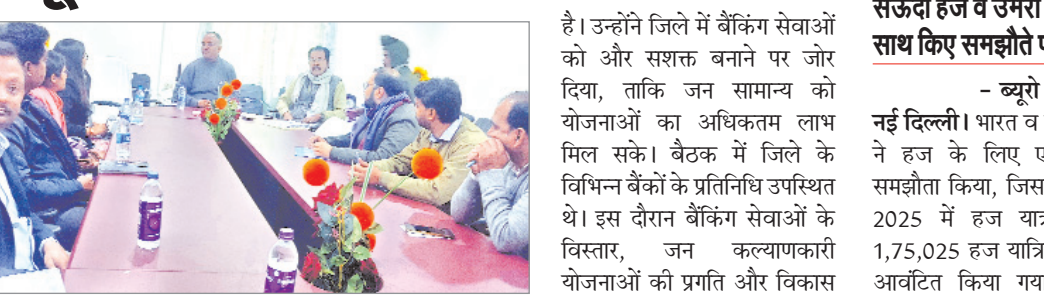 है। उन्होंने जिले में बैंकिंग सेवाओं
को और सशक्त बनाने पर जोर
दिया, ताकि जन सामान्य को
योजनाओं का अधिकतम लाभ
मिल सके। बैठक में जिले के
विभिन्न बैंकों के प्रतिनिधि उपस्थित
थे। इस दौरान बैंकिंग सेवाओं के
विस्तार, जन कल्याणकारी
योजनाओं की प्रगति और विकास
सऊदी हज व उमरा
साथ किए समझौते
– ब्यूरो
नई दिल्ली। भारत व
ने हज के लिए
समझौता किया, जिस
2025 में हज
1,75,025 हज
आवंटित किया